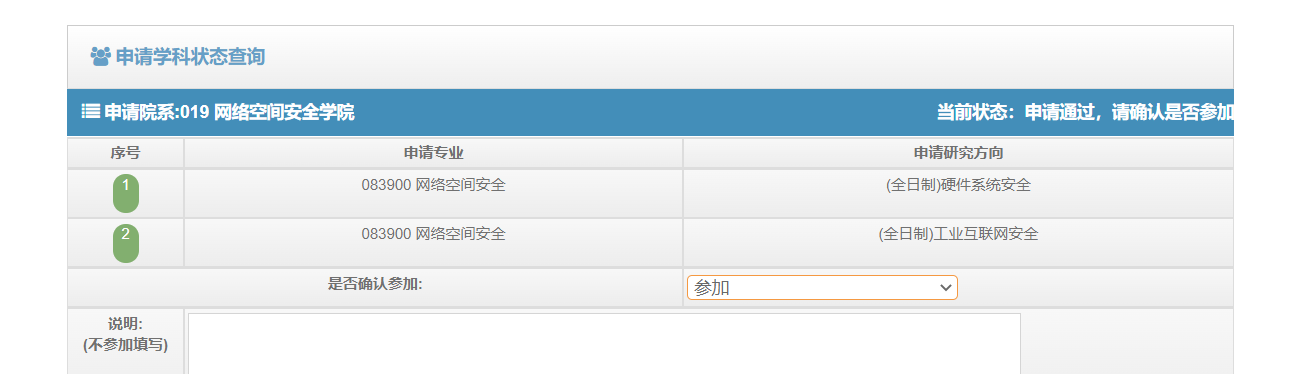 申请学科状态查询
申请院系:019 网络空间安全学院 当前状态：申请通过，请确认是否参加
序号 申请专业 申请研究方向
1 083900 网络空间安全 (全日制)硬件系统安全
2 083900 网络空间安全 (全日制)工业互联网安全
是否确认参加: 参加
说明:
(不参加填写)